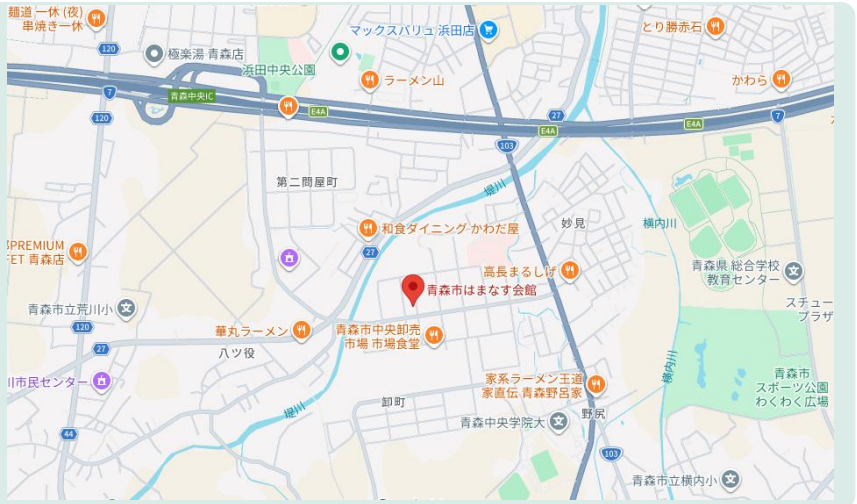 麺道 一休 (夜)
串焼き一休
120
極楽湯 青森店
浜田中央公園
マックスバリュ 浜田店
ラーメン山
とり勝赤石
かわら
7
青森中央IC
120
E4A
27
E4A
E4A
7
103
第二問屋町
堤川
妙見
横内川
和食ダイニング かわだ屋
27
PREMIUM
FET 青森店
高長まるしげ
青森県 総合学校
教育センター
青森市はまなす会館
スチュー
プラザ
青森市立荒川小
120
華丸ラーメン
青森市中央卸売
市場 市場食堂
27
八ツ役
川市民センター
家系ラーメン王道
家直伝 青森野呂家
横内川
青森市
スポーツ公園
わくわく広場
卸町
堤川
野尻
青森中央学院大
44
103
青森市立横内小